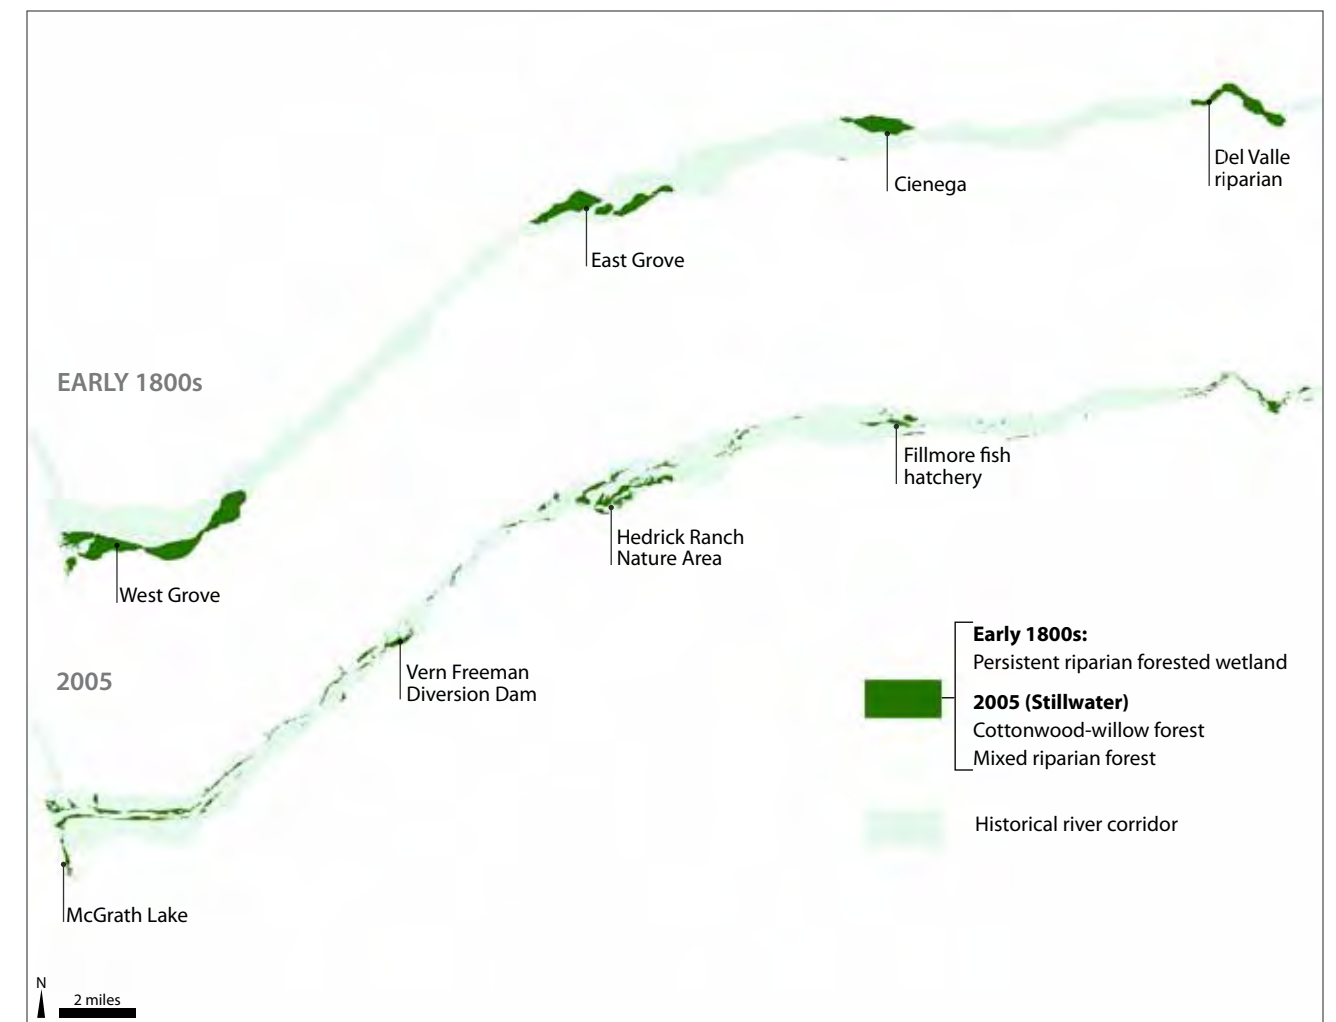 Del Valle
riparian
Cienega
East Grove
EARLY 1800s
Fillmore fish
hatchery
Hedrick Ranch
Nature Area
West Grove
Early 1800s:
Persistent riparian forested wetland
2005
Vern Freeman
Diversion Dam
2005 (Stillwater)
Cottonwood-willow forest
Mixed riparian forest
Historical river corridor
McGrath Lake
N
2 miles